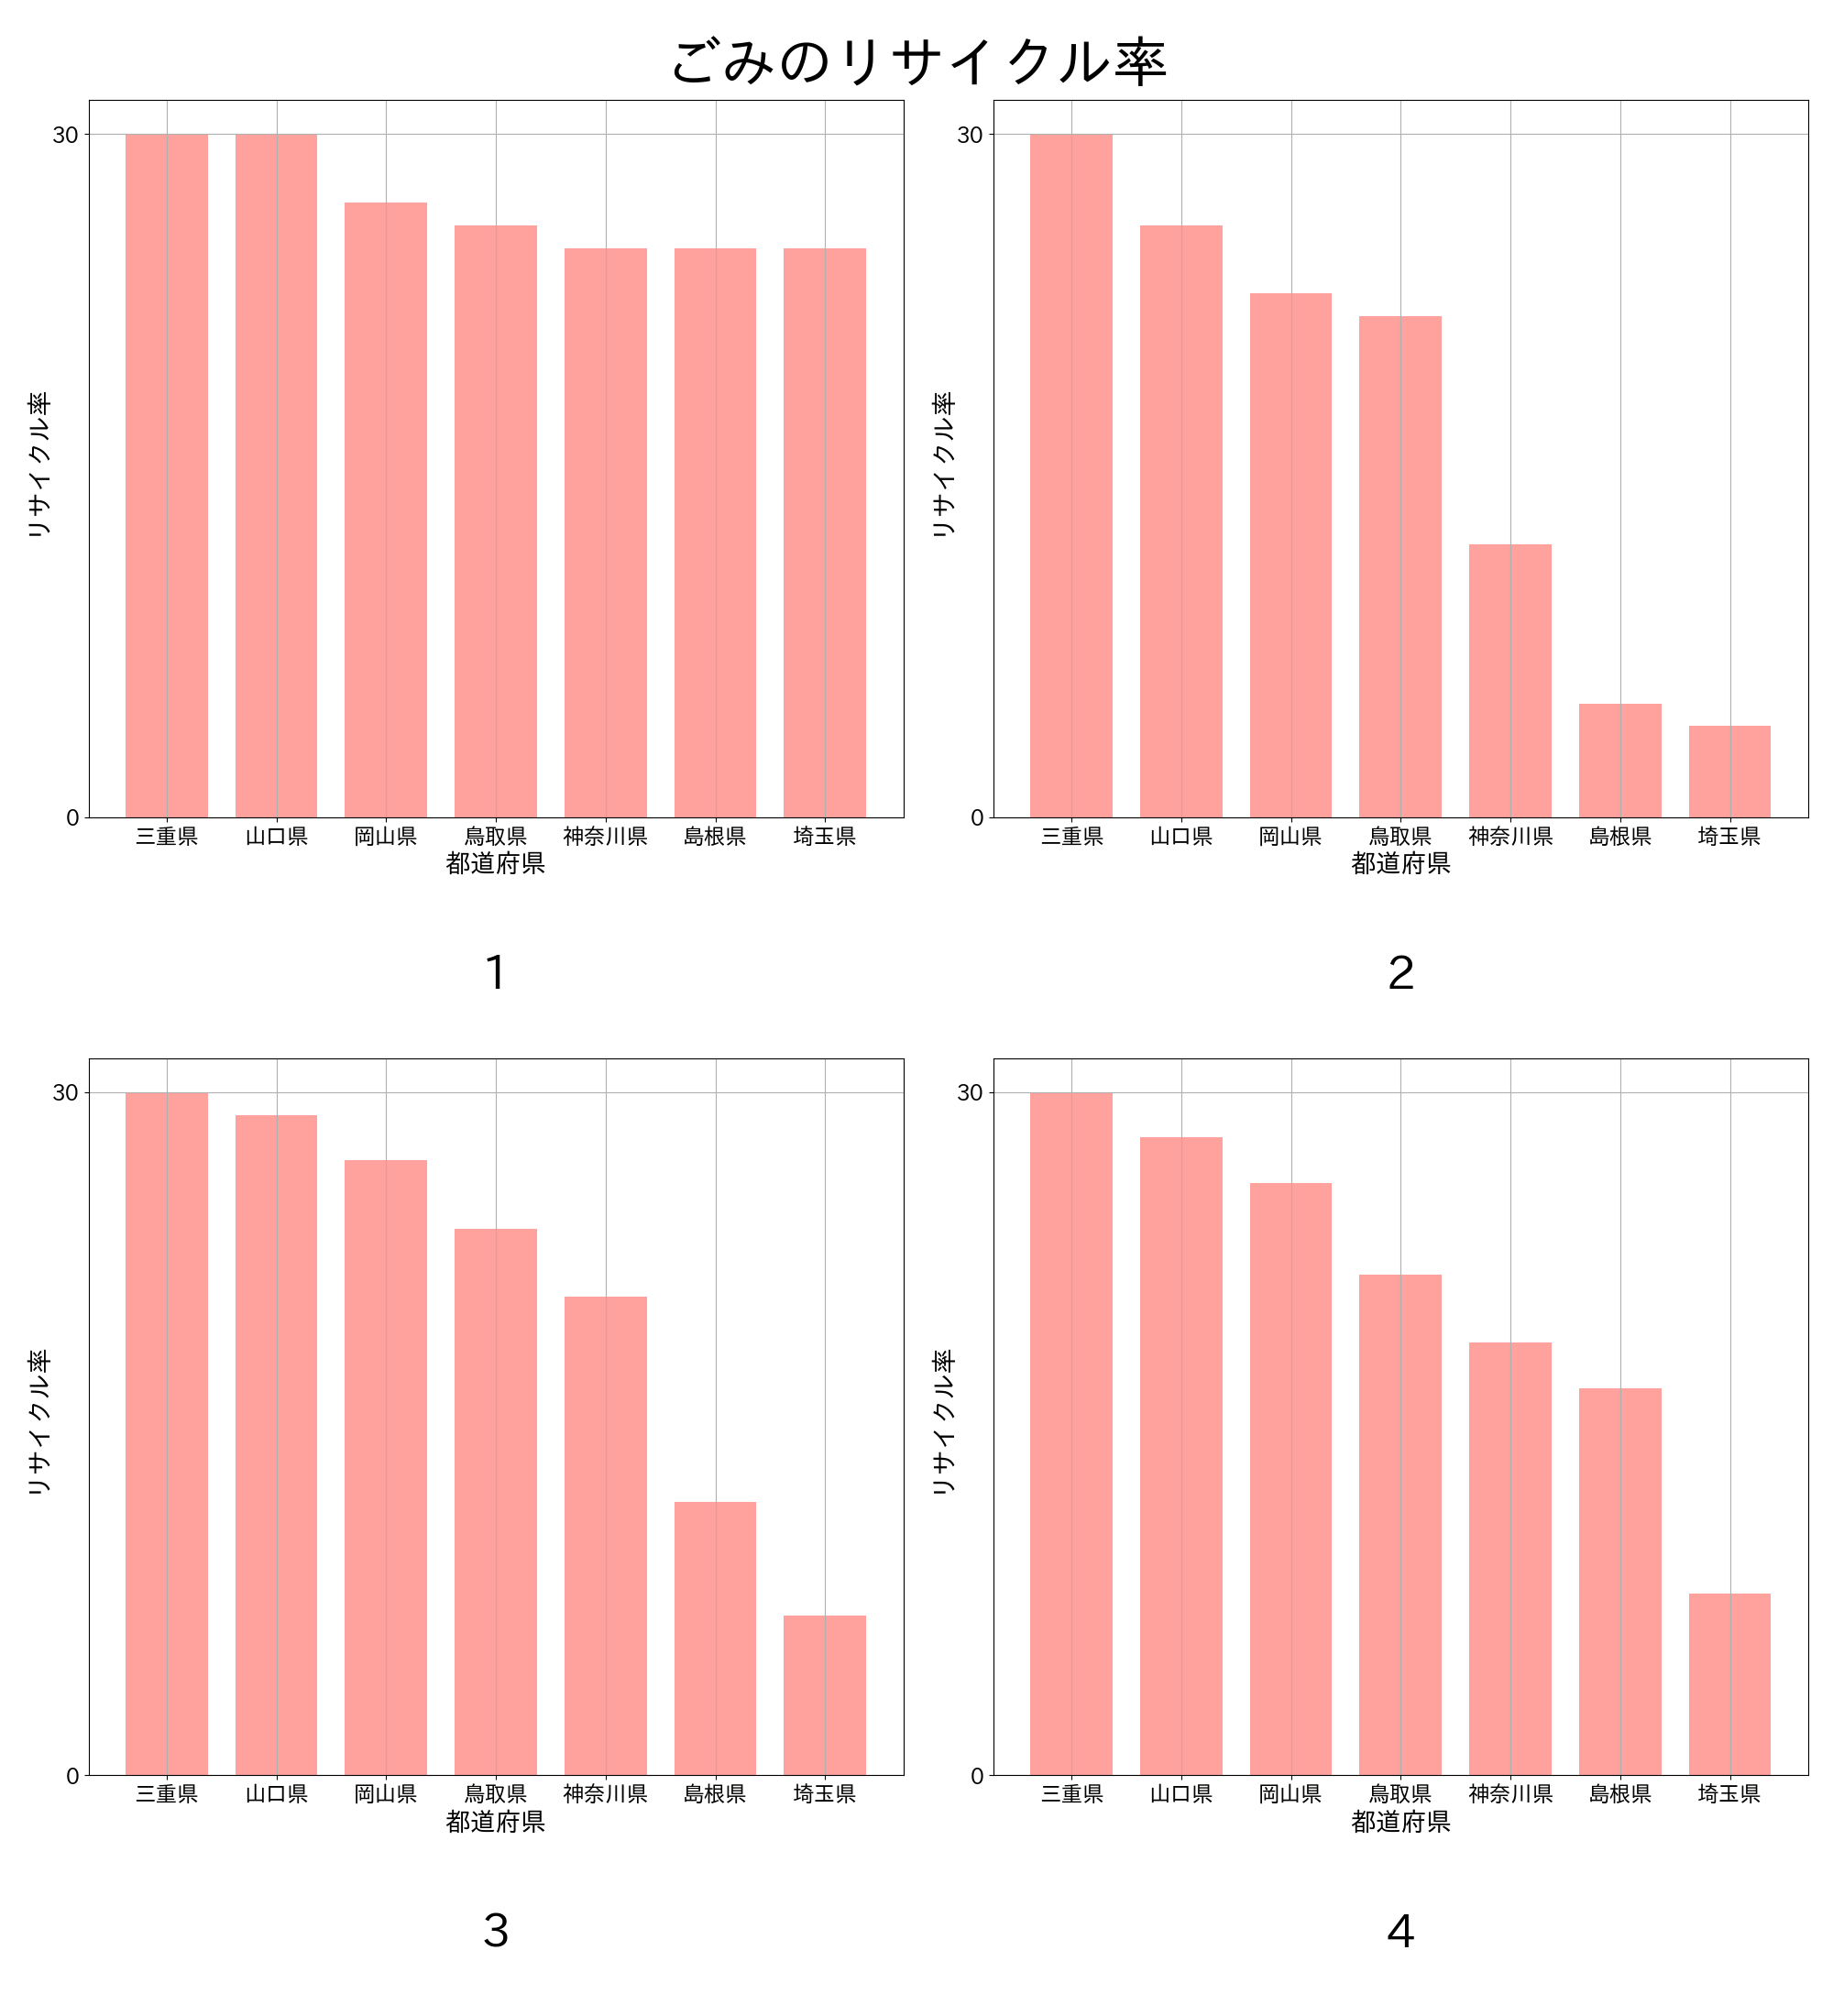 ごみのリサイクル率
30
0
リサイクル率
三重県 山口県 岡山県 鳥取県 神奈川県 島根県 埼玉県
都道府県
1
30
0
リサイクル率
三重県 山口県 岡山県 鳥取県 神奈川県 島根県 埼玉県
都道府県
2
30
0
リサイクル率
三重県 山口県 岡山県 鳥取県 神奈川県 島根県 埼玉県
都道府県
3
30
0
リサイクル率
三重県 山口県 岡山県 鳥取県 神奈川県 島根県 埼玉県
都道府県
4